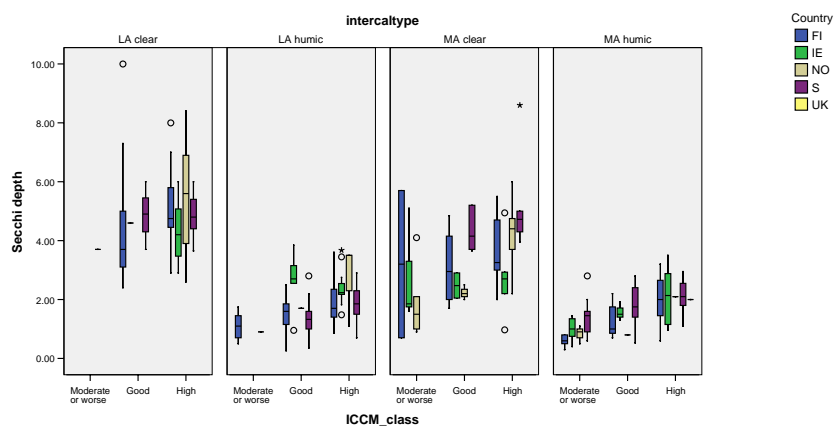 intercaltype
LA clear
LA humic
MA clear
MA humic
Country
FI
IE
NO
S
UK
Secchi depth
10.00
8.00
6.00
4.00
2.00
0.00
Moderate
or worse
Good
High
Moderate
or worse
Good
High
Moderate
or worse
Good
High
Moderate
or worse
Good
High
ICCM_class